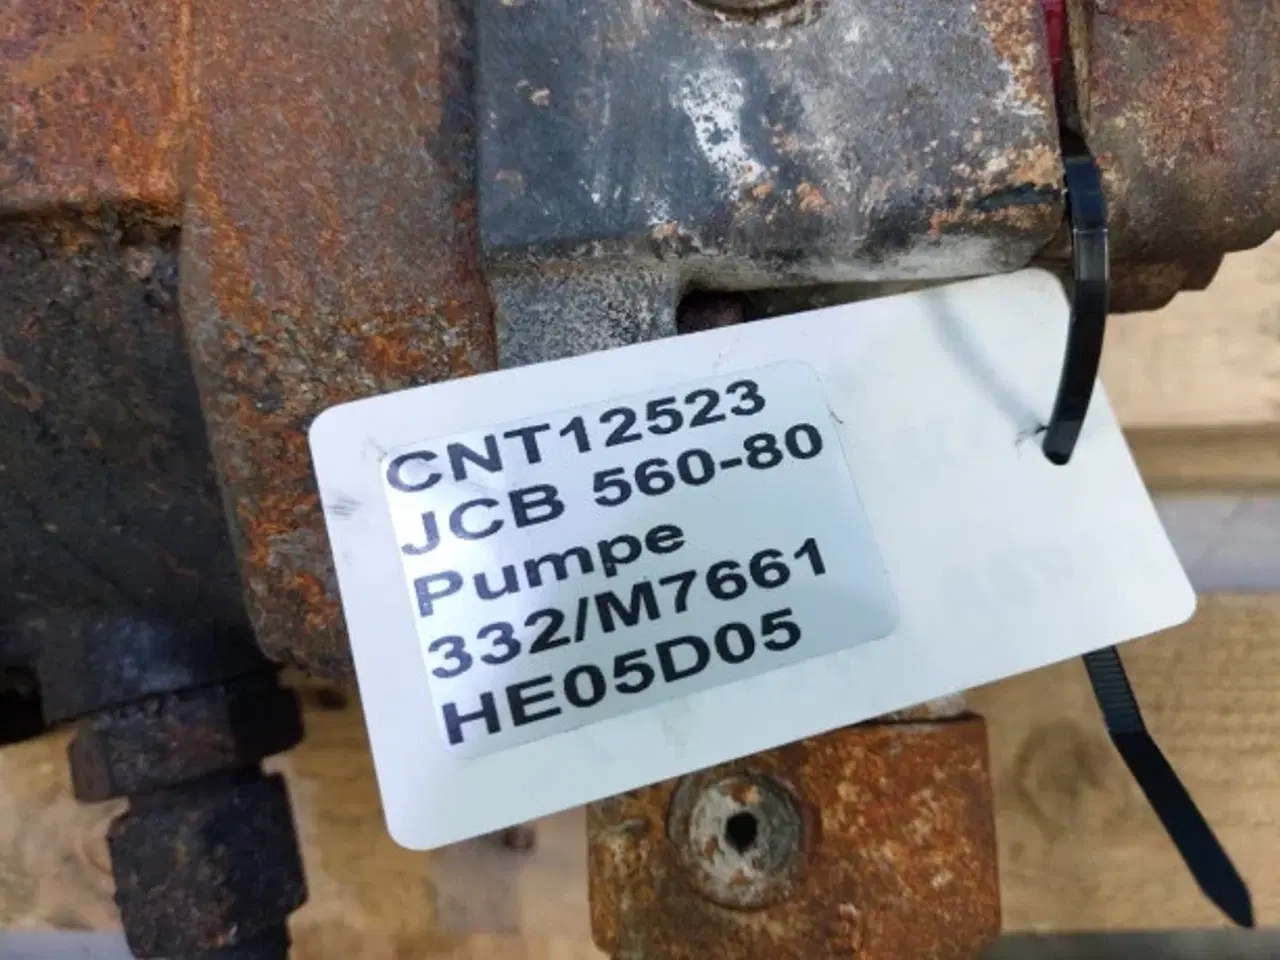 CNT12523
JCB 560-80
Pumpe
332/M7661
HE05D05